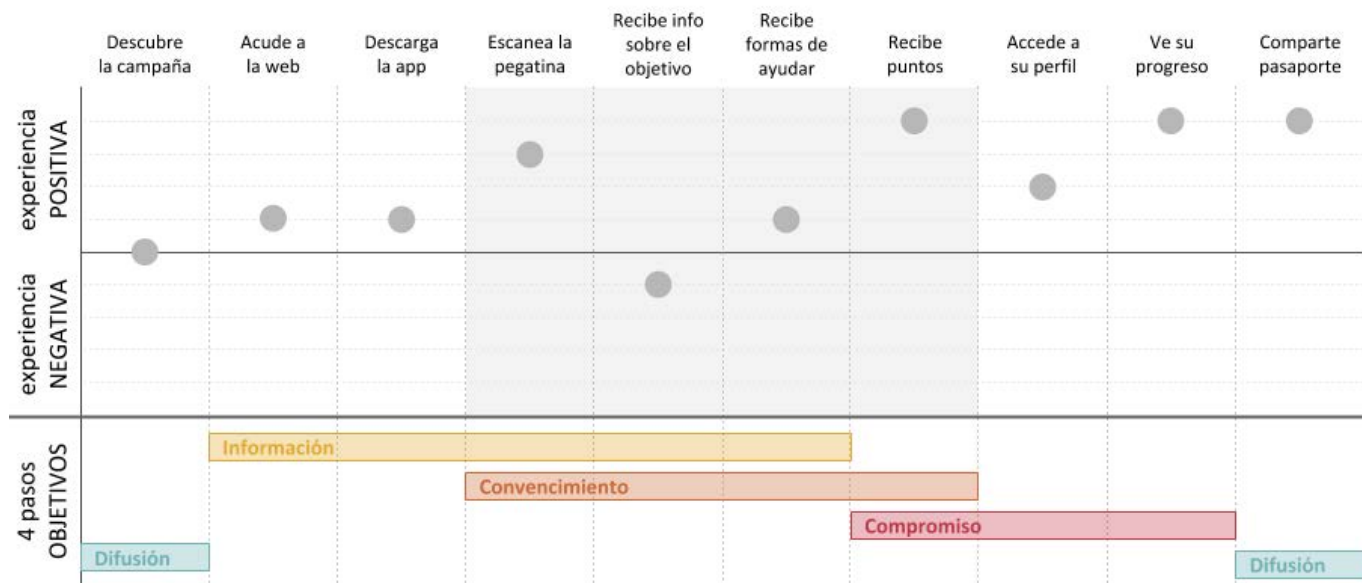 Descubre
la campaña
Acude a
la web
Descarga
la app
Escanea la
pegatina
Recibe info
sobre el
objetivo
Recibe
formas de
ayudar
Recibe
puntos
Accede a
su perfil
Ve su
progreso
Comparte
pasaporte
experiencia
POSITIVA
experiencia
NEGATIVA
4 pasos
OBJETIVOS
Información
Convencimiento
Compromiso
Difusión
Difusión